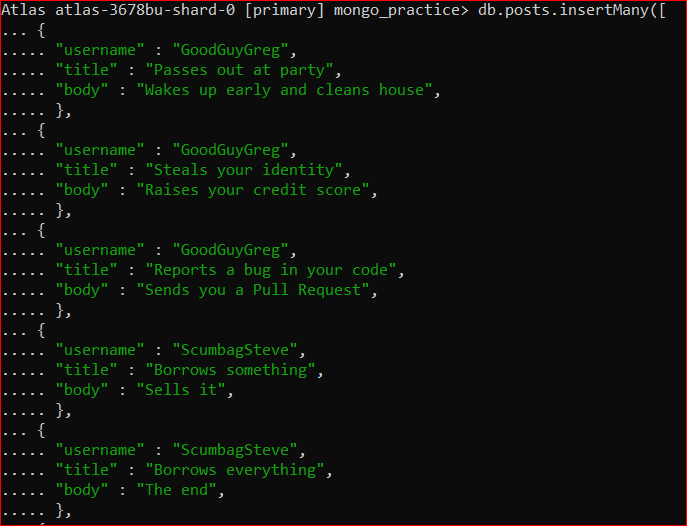 Atlas atlas-3678bu-shard-0 [primary] mongo_practice> db.posts.insertMany([
... {
..... "username" : "GoodGuyGreg",
..... "title" : "Passes out at party",
..... "body" : "Wakes up early and cleans house",
..... },
... {
..... "username" : "GoodGuyGreg",
..... "title" : "Steals your identity",
..... "body" : "Raises your credit score",
..... },
... {
..... "username" : "GoodGuyGreg",
..... "title" : "Reports a bug in your code",
..... "body" : "Sends you a Pull Request",
..... },
... {
..... "username" : "ScumbagSteve",
..... "title" : "Borrows something",
..... "body" : "Sells it",
..... },
... {
..... "username" : "ScumbagSteve",
..... "title" : "Borrows everything",
..... "body" : "The end",
..... },